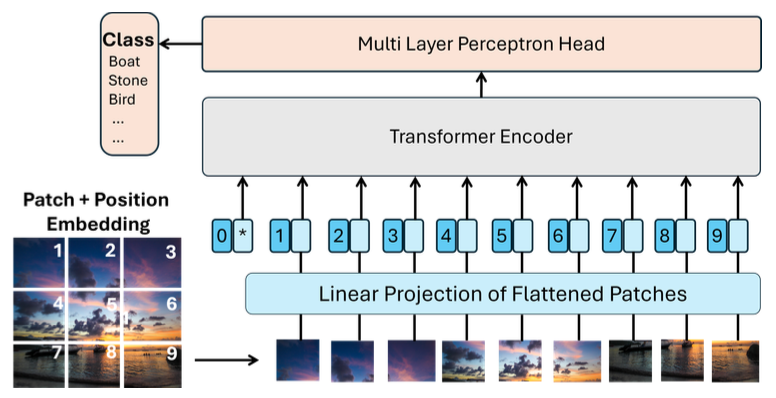 Class
Boat
Stone
Bird
...
...
Multi Layer Perceptron Head
Transformer Encoder
Patch + Position
Embedding
0 * 1 2 3 4 5 6 7 8 9
Linear Projection of Flattened Patches
1 2 3
4 5 6
7 8 9